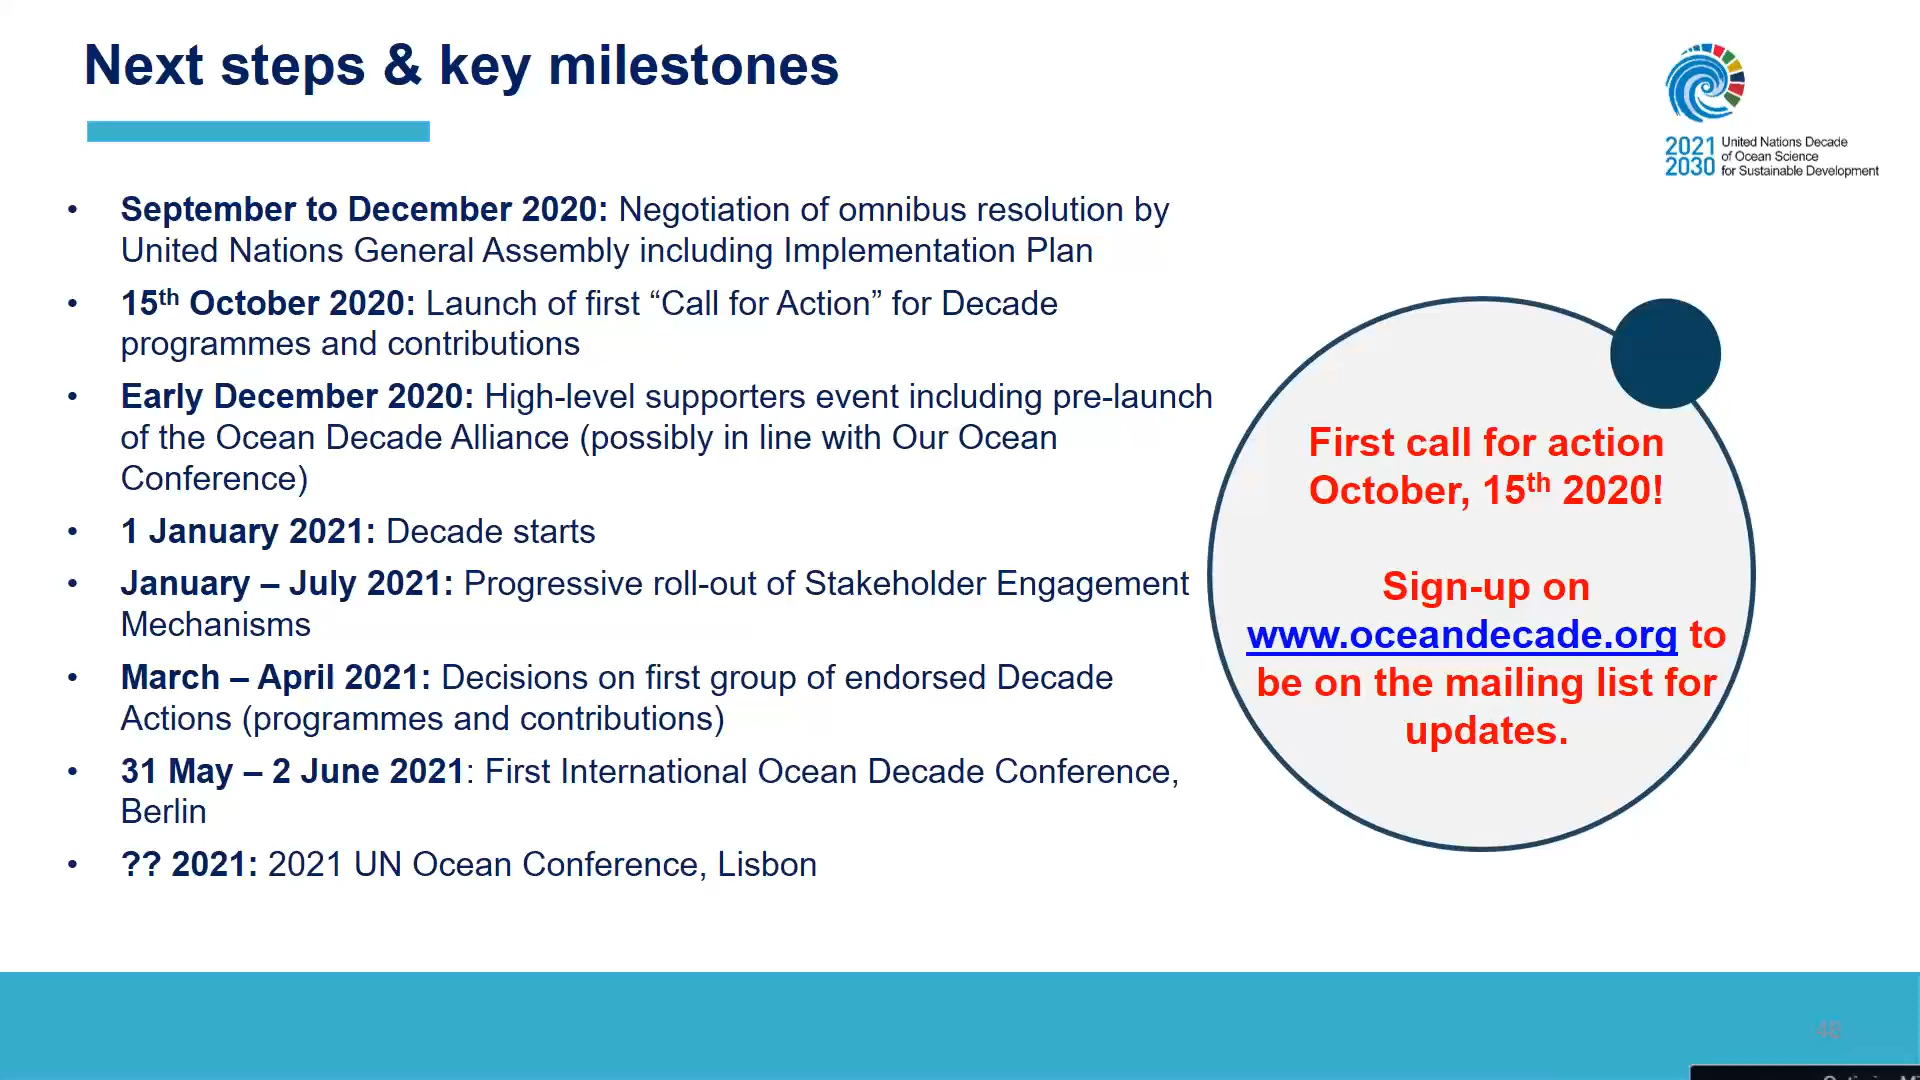 Next steps & key milestones
2021 United Nations Decade
of Ocean Science
2030 for Sustainable Development
• September to December 2020: Negotiation of omnibus resolution by
United Nations General Assembly including Implementation Plan
• 15th October 2020: Launch of first “Call for Action” for Decade
programmes and contributions
• Early December 2020: High-level supporters event including pre-launch
of the Ocean Decade Alliance (possibly in line with Our Ocean
Conference)
• 1 January 2021: Decade starts
• January – July 2021: Progressive roll-out of Stakeholder Engagement
Mechanisms
• March – April 2021: Decisions on first group of endorsed Decade
Actions (programmes and contributions)
• 31 May – 2 June 2021: First International Ocean Decade Conference,
Berlin
• ?? 2021: 2021 UN Ocean Conference, Lisbon
First call for action
October, 15th 2020!
Sign-up on
www.oceandecade.org to
be on the mailing list for
updates.